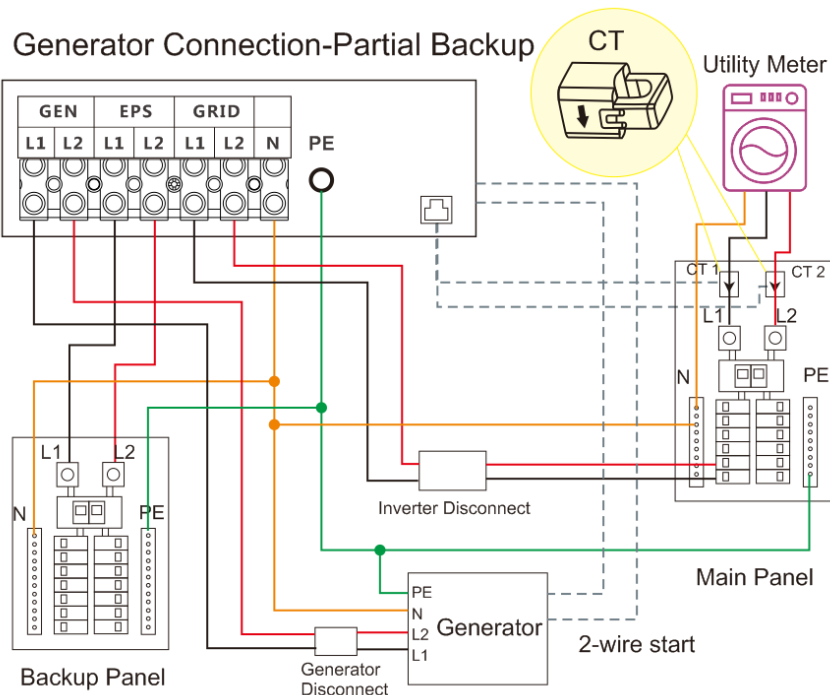 Generator Connection-Partial Backup
CT
Utility Meter
GEN EPS GRID
L1 L2 L1 L2 L1 L2 N PE
CT 1 CT 2
L1 L2
N PE
L1 L2
N PE
Inverter Disconnect
Main Panel
PE
N
L2
L1
Generator
2-wire start
Generator
Disconnect
Backup Panel